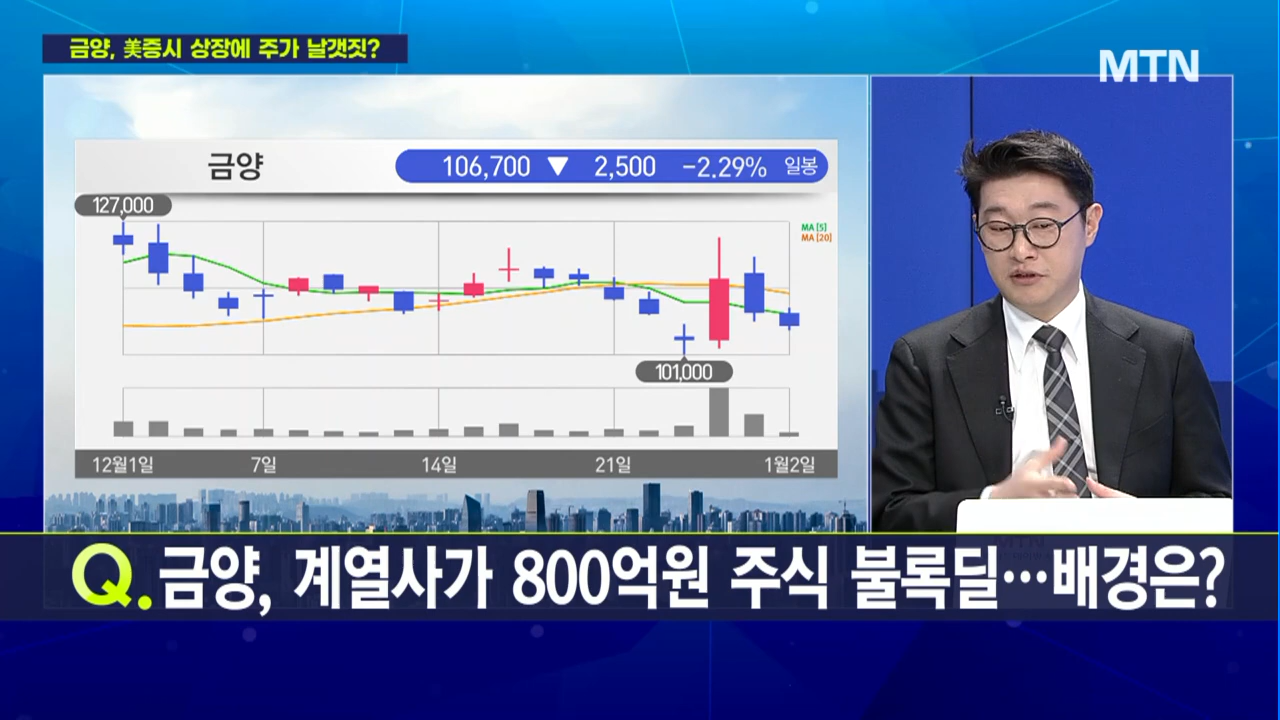 금양, 美증시 상장에 주가 날갯짓?
MTN
금양
106,700 ▼ 2,500 -2.29% 일봉
127,000
MA [5]
MA [20]
101,000
12월1일 7일 14일 21일 1월2일
Q. 금양, 계열사가 800억원 주식 불록딜…배경은?